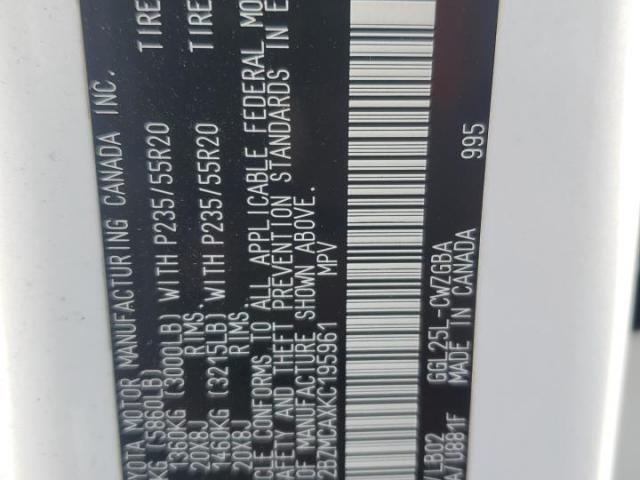 YOTA MOTOR MANUFACTURING CANADA INC.
KG (5860LB)
1360KG (3000LB) WITH P235/55R20 TIRE
20X8J RIMS.
1460KG (3215LB) WITH P235/55R20 TIRE
20X8J RIMS.
CLE CONFORMS TO ALL APPLICABLE FEDERAL MO
AFETY AND THEFT PREVENTION STANDARDS IN E
OF MANUFACTURE SHOWN ABOVE.
2BZMCAXKC195961 MPV
GGL25L-CWZGBA
/LB02 MADE IN CANADA 995
A/U881F